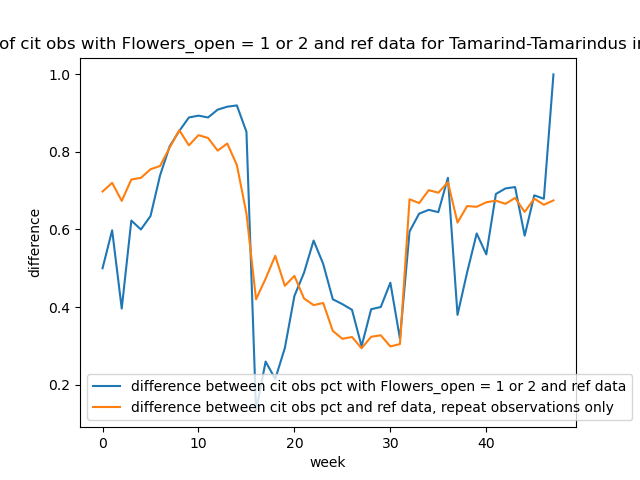 of cit obs with Flowers_open = 1 or 2 and ref data for Tamarind-Tamarindus
1.0
0.8
0.6
0.4
0.2
difference
difference between cit obs pct with Flowers_open = 1 or 2 and ref data
difference between cit obs pct and ref data, repeat observations only
0 10 20 30 40
week